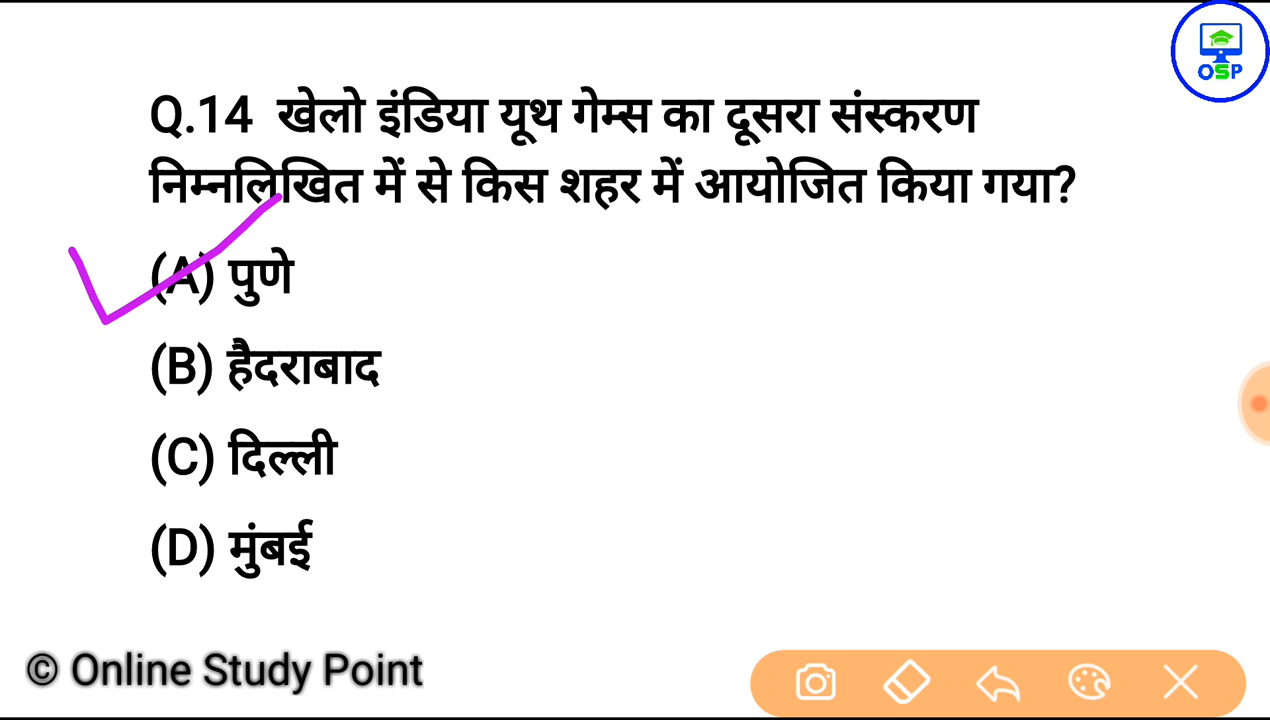 OSP
Q.14 खेलो इंडिया यूथ गेम्स का दूसरा संस्करण
निम्नलिखित में से किस शहर में आयोजित किया गया?
(A) पुणे
(B) हैदराबाद
(C) दिल्ली
(D) मुंबई
© Online Study Point